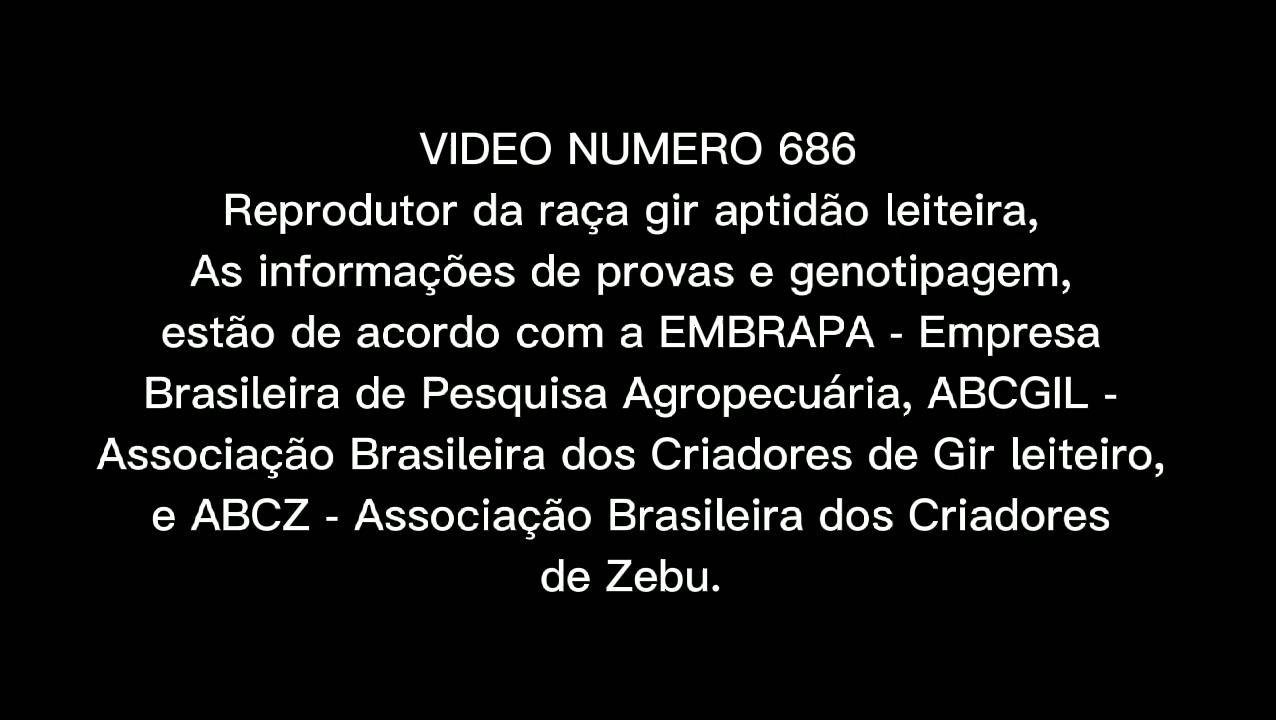 VIDEO NUMERO 686
Reprodutor da raça gir aptidão leiteira,
As informações de provas e genotipagem,
estão de acordo com a EMBRAPA - Empresa
Brasileira de Pesquisa Agropecuária, ABCGIL -
Associação Brasileira dos Criadores de Gir leiteiro,
e ABCZ - Associação Brasileira dos Criadores
de Zebu.